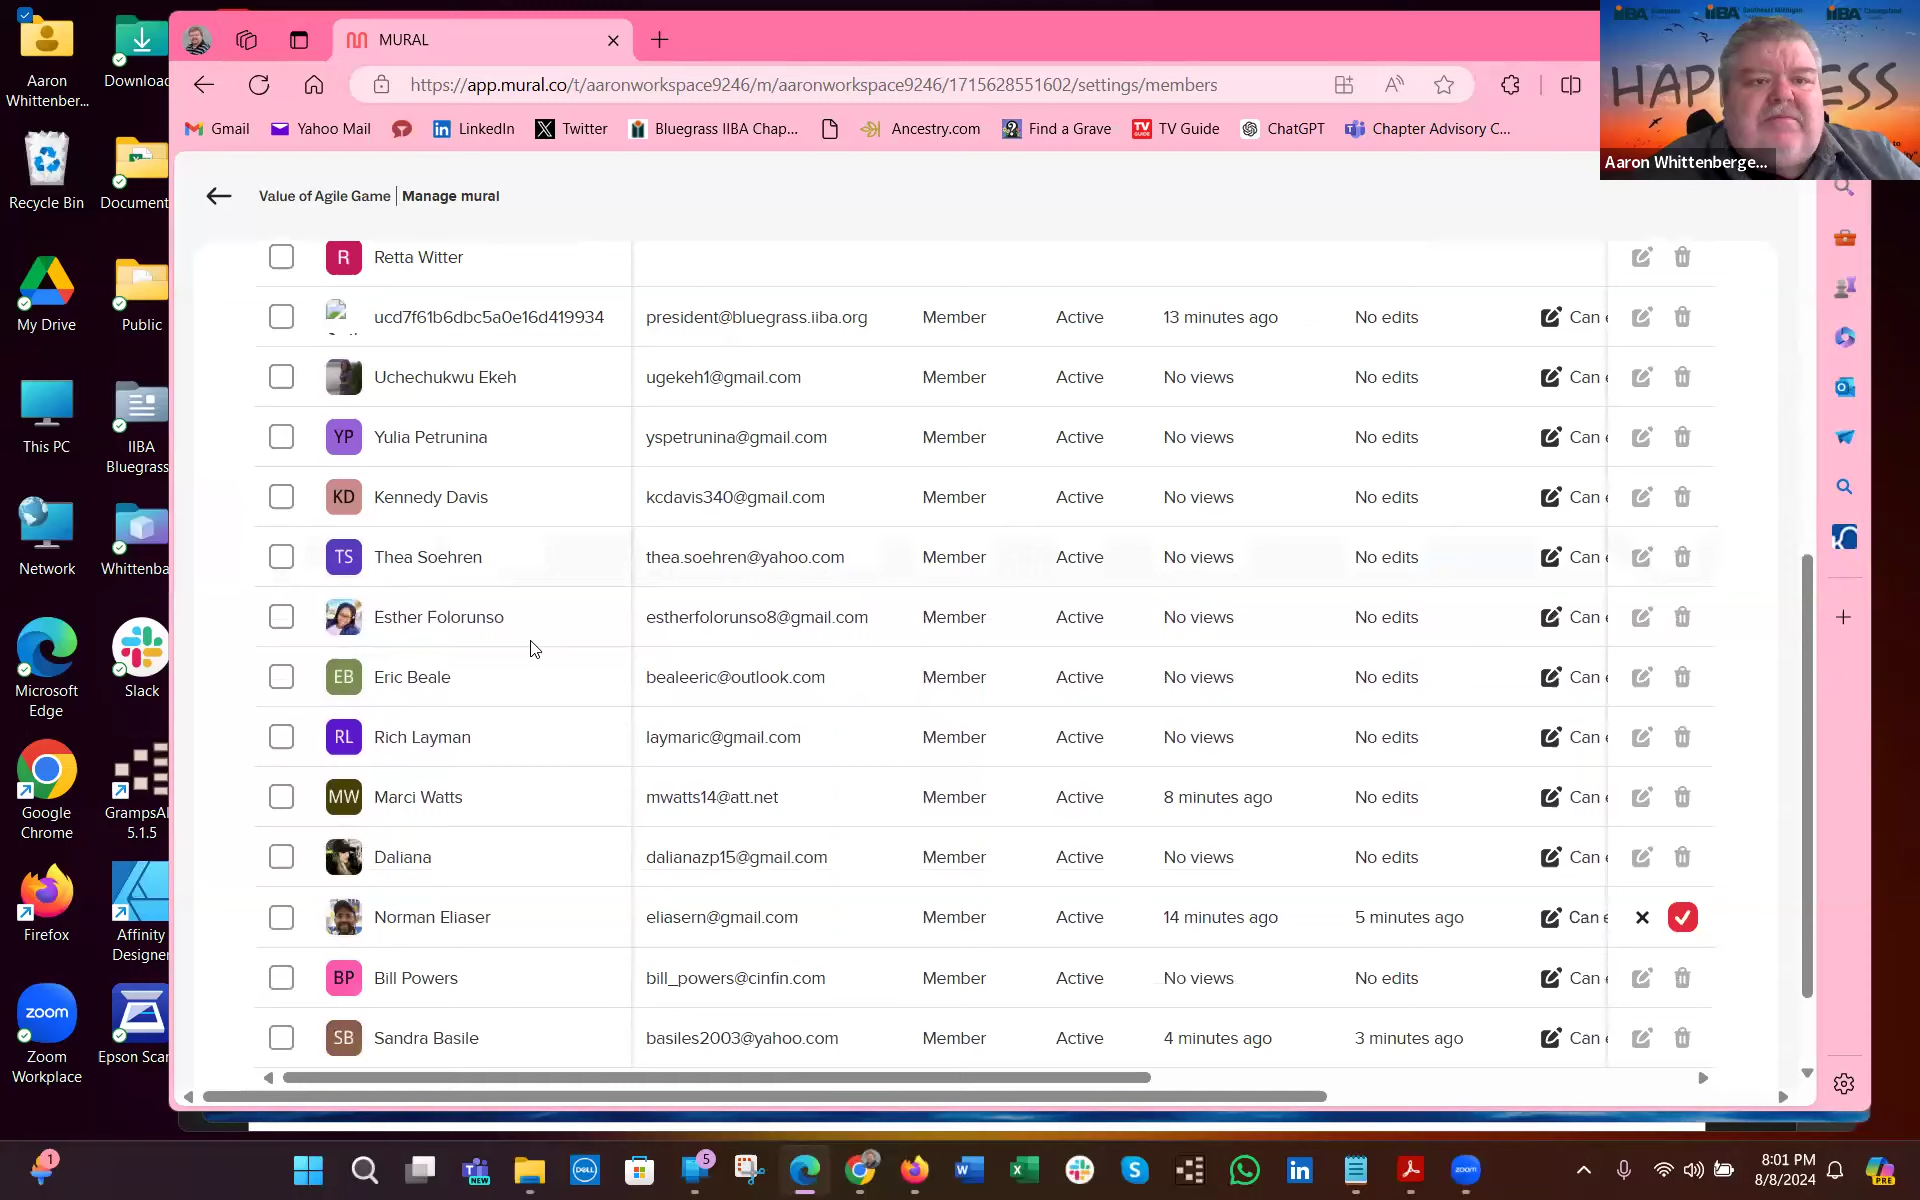 Aaron
Whittenber...
Download
MURAL
https://app.mural.co/t/aaronworkspace9246/m/aaronworkspace9246/1715628551602/settings/members
Gmail
Yahoo Mail
LinkedIn
Twitter
Bluegrass IIBA Chap...
Ancestry.com
Find a Grave
TV Guide
ChatGPT
Chapter Advisory C...
Aaron Whittenberge...
Recycle Bin
Document
Value of Agile Game | Manage mural
R Retta Witter
ucd7f61b6dbc5a0e16d419934 president@bluegrass.iiba.org Member Active 13 minutes ago No edits Can e
Uchechukwu Ekeh ugekeh1@gmail.com Member Active No views No edits Can e
YP Yulia Petrunina yspetrunina@gmail.com Member Active No views No edits Can e
KD Kennedy Davis kcdavis340@gmail.com Member Active No views No edits Can e
TS Thea Soehren thea.soehren@yahoo.com Member Active No views No edits Can e
Esther Folorunso estherfolorunso8@gmail.com Member Active No views No edits Can e
EB Eric Beale bealeeric@outlook.com Member Active No views No edits Can e
RL Rich Layman laymaric@gmail.com Member Active No views No edits Can e
MW Marci Watts mwatts14@att.net Member Active 8 minutes ago No edits Can e
Daliana dalianazp15@gmail.com Member Active No views No edits Can e
Norman Eliaser eliasern@gmail.com Member Active 14 minutes ago 5 minutes ago Can e
BP Bill Powers bill_powers@cinfin.com Member Active No views No edits Can e
SB Sandra Basile basiles2003@yahoo.com Member Active 4 minutes ago 3 minutes ago Can e
My Drive
Public
This PC
IIBA
Bluegrass
Network
Whittenba
Microsoft
Edge
Slack
Google
Chrome
GrampsAI
5.1.5
Firefox
Affinity
Designer
zoom
Zoom
Workplace
Epson Scar
1
5
8:01 PM
8/8/2024